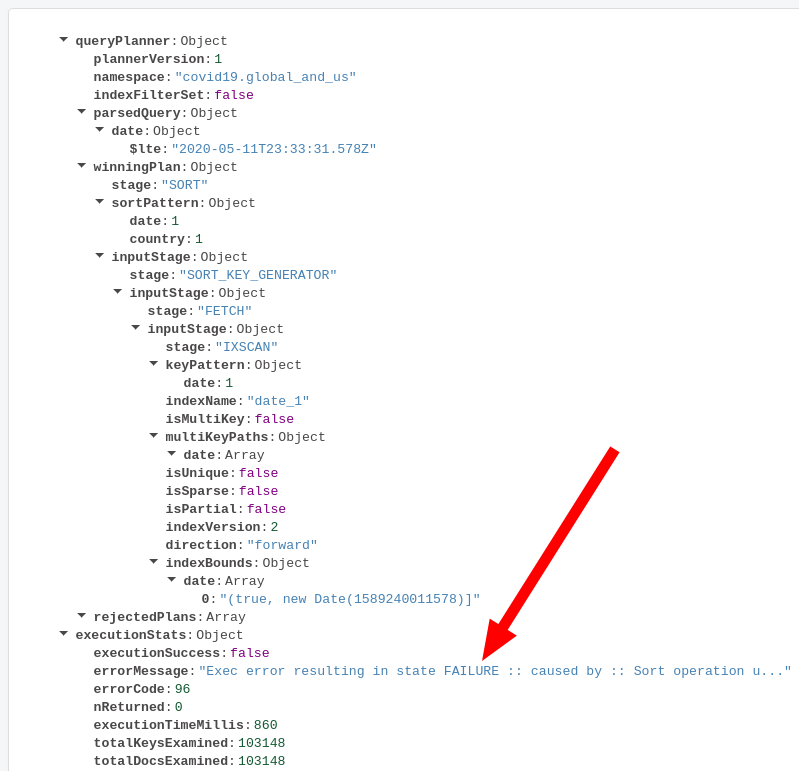 queryPlanner:Object
plannerVersion:1
namespace:"covid19.global_and_us"
indexFilterSet:false
parsedQuery:Object
date:Object
$lte:"2020-05-11T23:33:31.578Z"
winningPlan:Object
stage:"SORT"
sortPattern:Object
date:1
country:1
inputStage:Object
stage:"SORT_KEY_GENERATOR"
inputStage:Object
stage:"FETCH"
inputStage:Object
stage:"IXSCAN"
keyPattern:Object
date:1
indexName:"date_1"
isMultiKey:false
multiKeyPaths:Object
date:Array
isUnique:false
isSparse:false
isPartial:false
indexVersion:2
direction:"forward"
indexBounds:Object
date:Array
0:"(true, new Date(1589240011578)]"
rejectedPlans:Array
executionStats:Object
executionSuccess:false
errorMessage:"Exec error resulting in state FAILURE :: caused by :: Sort operation u..."
errorCode:96
nReturned:0
executionTimeMillis:860
totalKeysExamined:103148
totalDocsExamined:103148